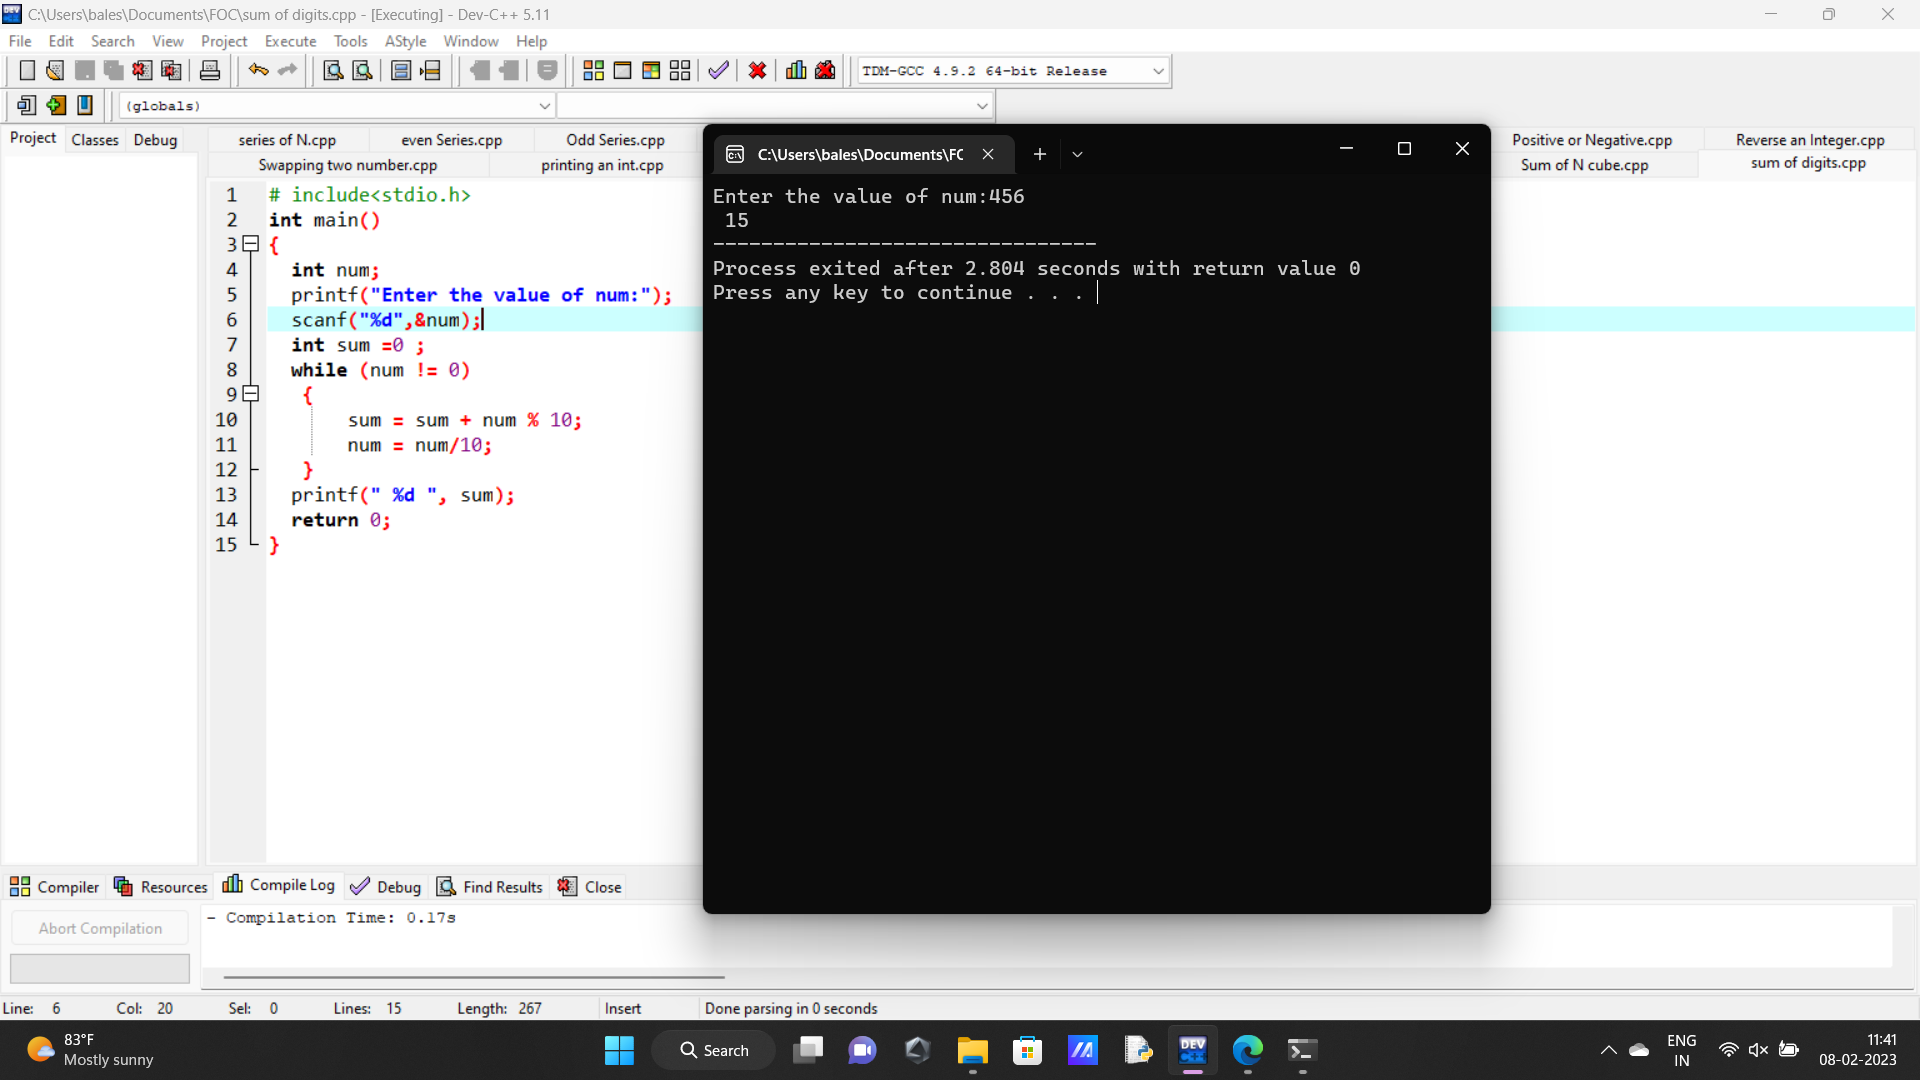 C:\Users\bales\Documents\FOC\sum of digits.cpp - [Executing] - Dev-C++ 5.11
File Edit Search View Project Execute Tools AStyle Window Help
TDM-GCC 4.9.2 64-bit Release
(globals)
Project Classes Debug
series of N.cpp even Series.cpp Odd Series.cpp Positive or Negative.cpp Reverse an Integer.cpp
Swapping two number.cpp printing an int.cpp Sum of N cube.cpp sum of digits.cpp
1 # include<stdio.h>
2 int main()
3 {
4 int num;
5 printf("Enter the value of num:");
6 scanf("%d",&num);
7 int sum =0 ;
8 while (num != 0)
9 {
10 sum = sum + num % 10;
11 num = num/10;
12 }
13 printf(" %d ", sum);
14 return 0;
15 }
C:\Users\bales\Documents\FC
Enter the value of num:456
15
--------------------------------
Process exited after 2.804 seconds with return value 0
Press any key to continue . . .
Compiler Resources Compile Log Debug Find Results Close
Abort Compilation
- Compilation Time: 0.17s
Line: 6 Col: 20 Sel: 0 Lines: 15 Length: 267 Insert Done parsing in 0 seconds
83°F
Mostly sunny
Search
DEV
C++
ENG
IN
11:41
08-02-2023